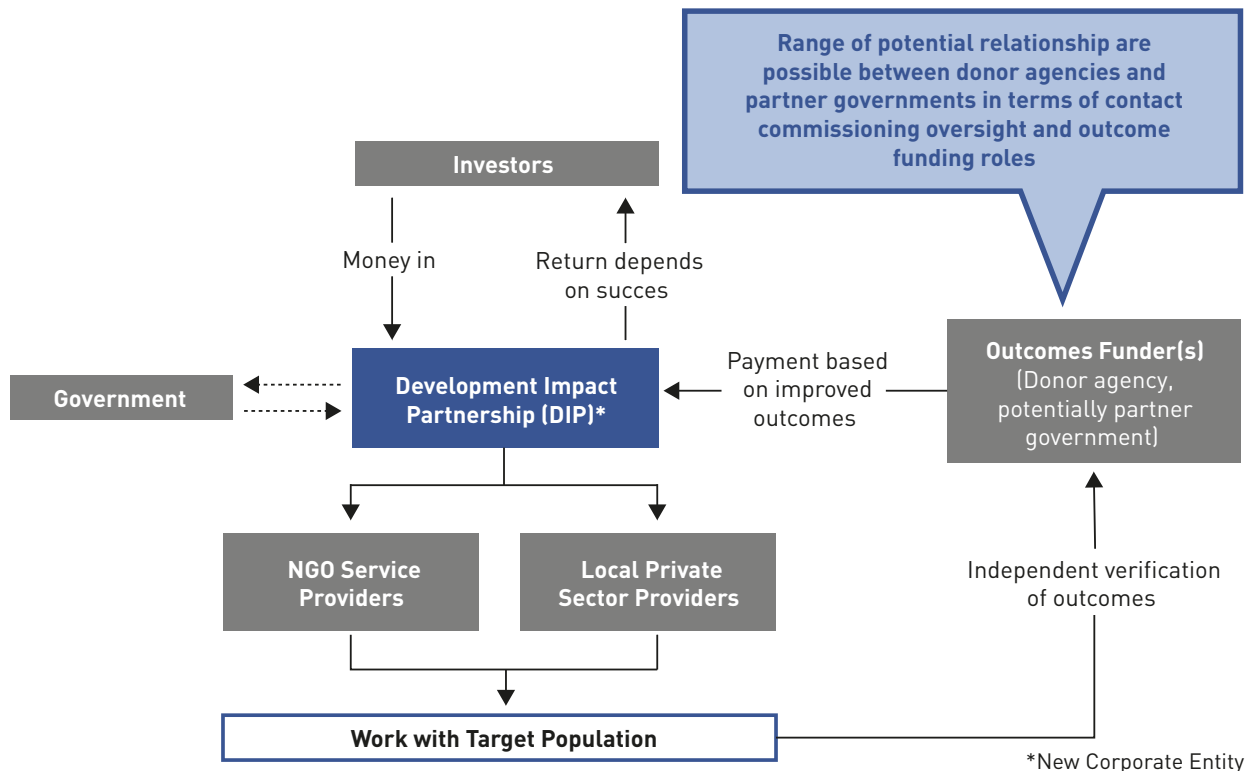 Range of potential relationship are
possible between donor agencies and
partner governments in terms of contact
commissioning oversight and outcome
funding roles
Investors
Money in
Return depends
on succes
Government
Development Impact
Partnership (DIP)*
Payment based
on improved
outcomes
Outcomes Funder(s)
(Donor agency,
potentially partner
government)
NGO Service
Providers
Local Private
Sector Providers
Independent verification
of outcomes
Work with Target Population
*New Corporate Entity